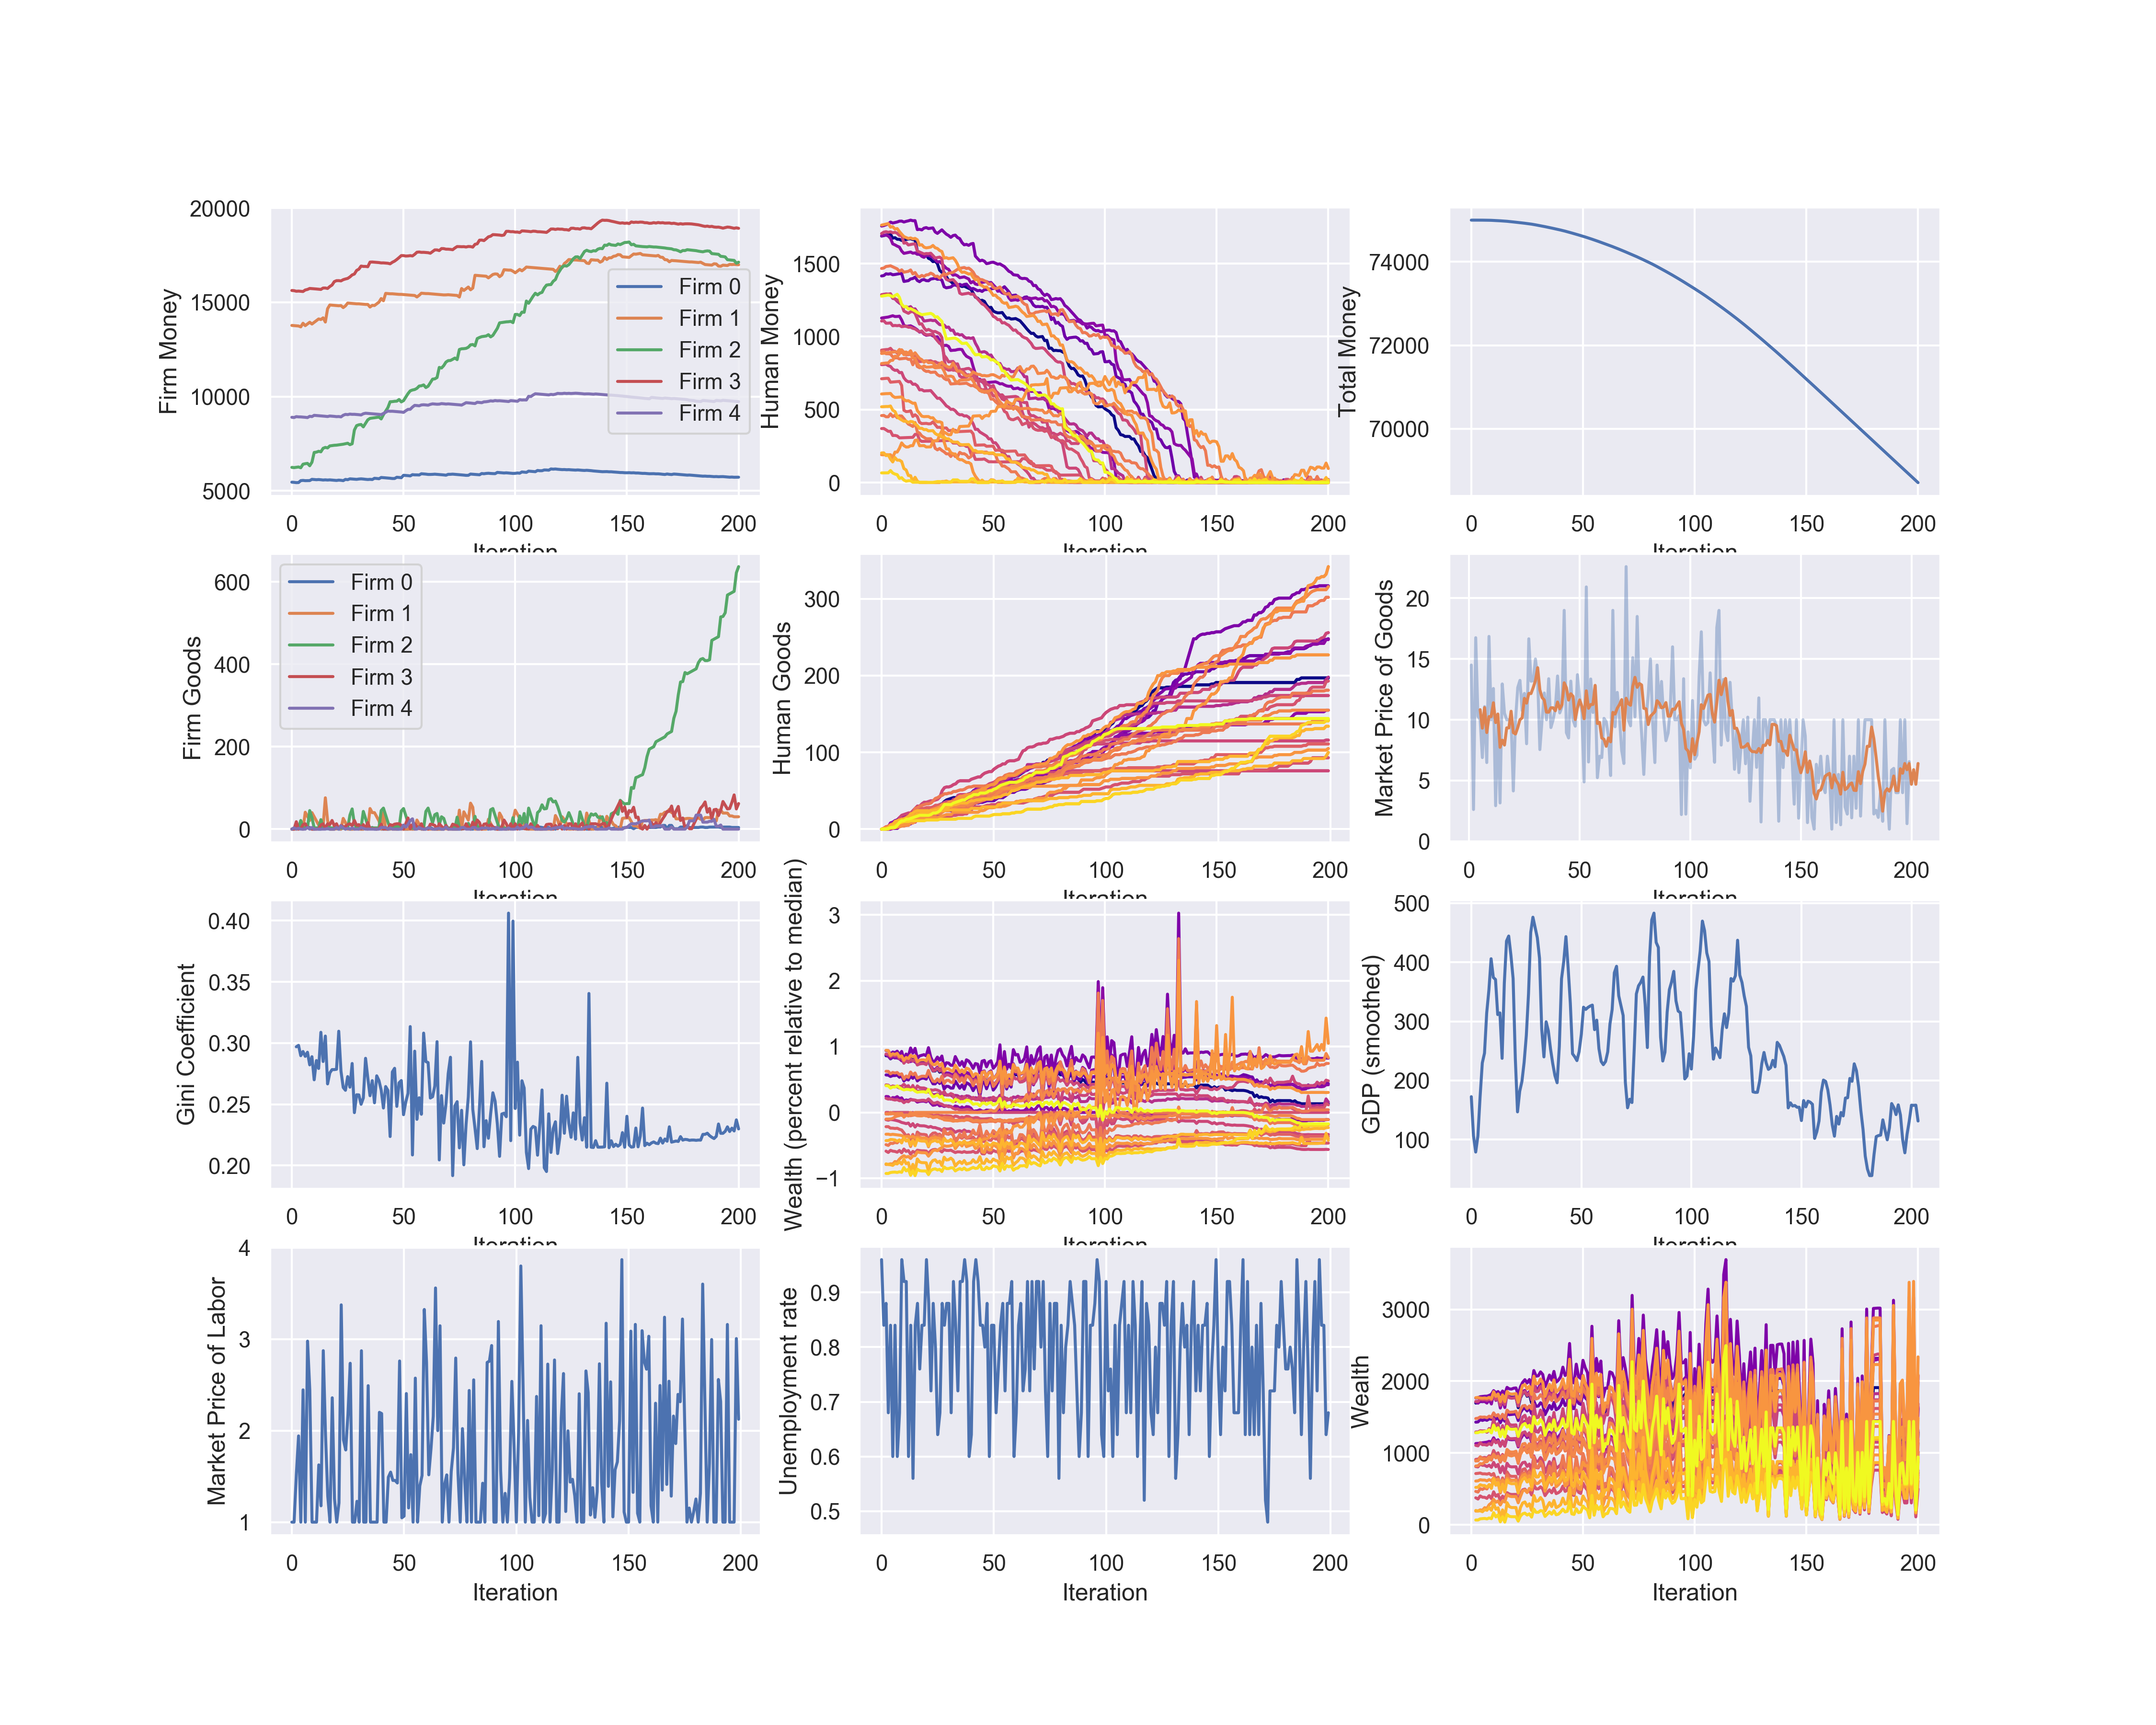 Firm Money
20000
15000
10000
5000
0 50 100 150 200
Iteration
Firm 0
Firm 1
Firm 2
Firm 3
Firm 4
Human Money
1500
1000
500
0
0 50 100 150 200
Iteration
Total Money
74000
72000
70000
0 50 100 150 200
Iteration
Firm Goods
600
400
200
0
0 50 100 150 200
Iteration
Firm 0
Firm 1
Firm 2
Firm 3
Firm 4
Human Goods
300
200
100
0
0 50 100 150 200
Iteration
Market Price of Goods
20
15
10
5
0
0 50 100 150 200
Iteration
Gini Coefficient
0.40
0.35
0.30
0.25
0.20
0 50 100 150 200
Iteration
Wealth (percent relative to median)
3
2
1
0
−1
0 50 100 150 200
Iteration
GDP (smoothed)
500
400
300
200
100
0 50 100 150 200
Iteration
Market Price of Labor
4
3
2
1
0 50 100 150 200
Iteration
Unemployment rate
0.9
0.8
0.7
0.6
0.5
0 50 100 150 200
Iteration
Wealth
3000
2000
1000
0
0 50 100 150 200
Iteration